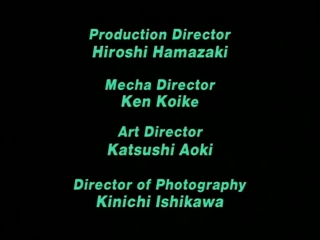 Production Director
Hiroshi Hamazaki
Mecha Director
Ken Koike
Art Director
Katsushi Aoki
Director of Photography
Kinichi Ishikawa